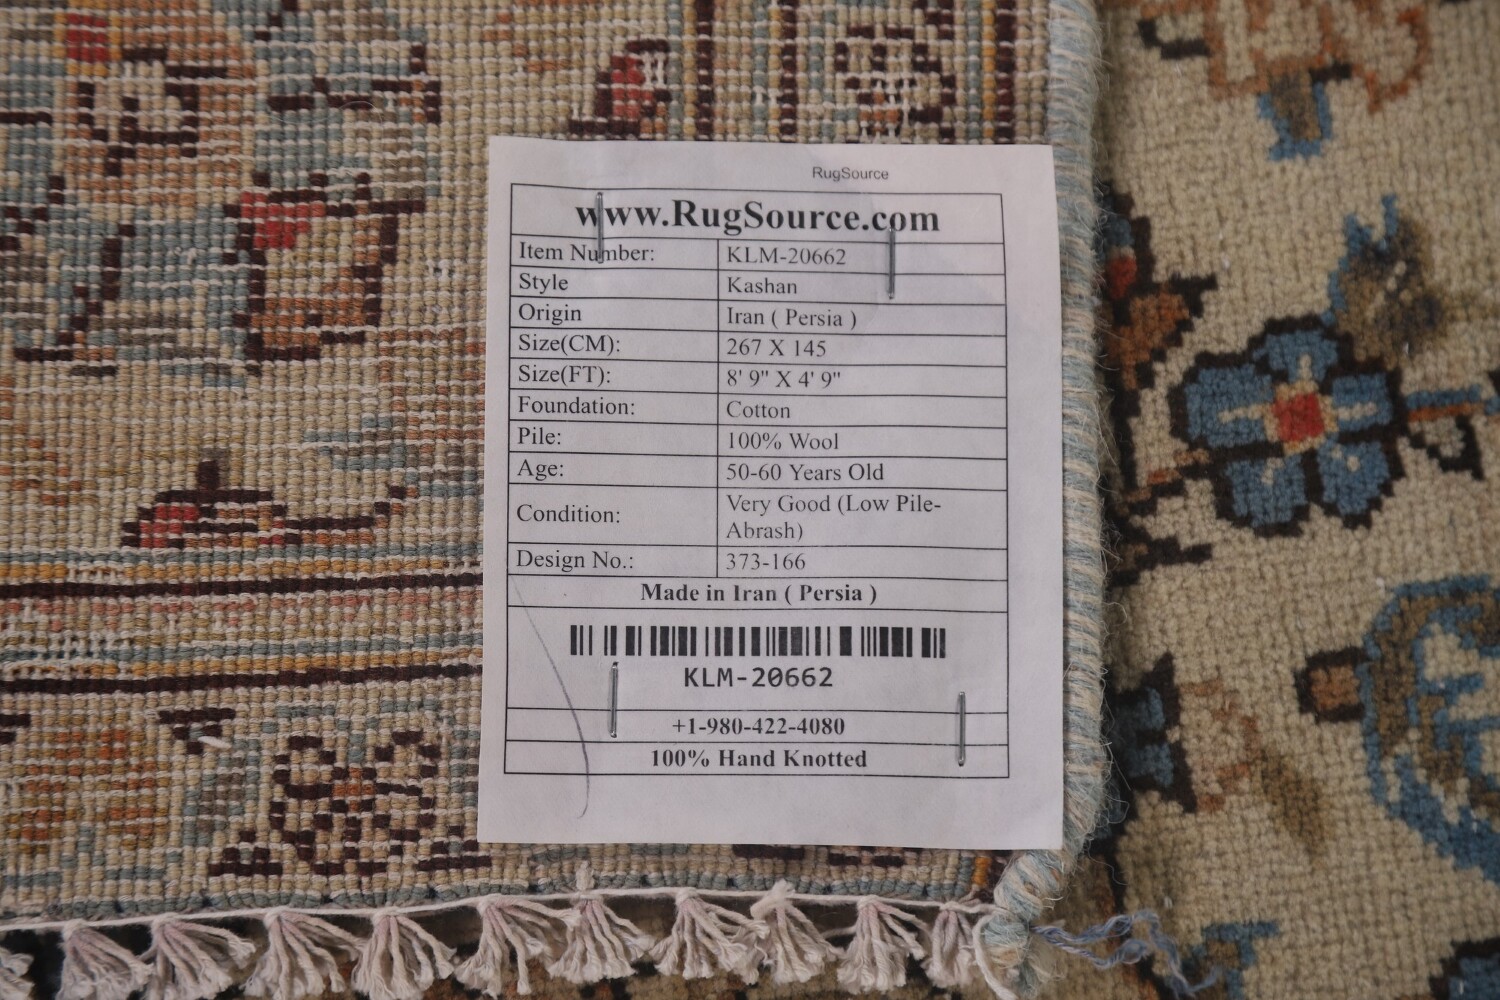 RugSource
www.RugSource.com
Item Number: KLM-20662
Style Kashan
Origin Iran ( Persia )
Size(CM): 267 X 145
Size(FT): 8' 9" X 4' 9"
Foundation: Cotton
Pile: 100% Wool
Age: 50-60 Years Old
Condition: Very Good (Low Pile-
Abrash)
Design No.: 373-166
Made in Iran ( Persia )
KLM-20662
+1-980-422-4080
100% Hand Knotted